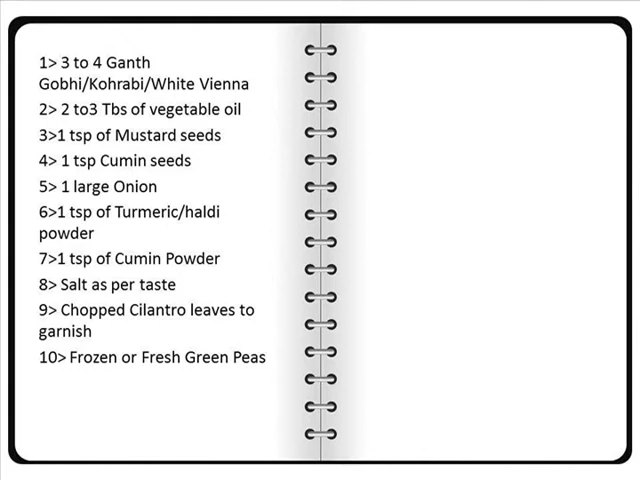 1> 3 to 4 Ganth
Gobhi/Kohrabi/White Vienna
2> 2 to3 Tbs of vegetable oil
3>1 tsp of Mustard seeds
4> 1 tsp Cumin seeds
5> 1 large Onion
6>1 tsp of Turmeric/haldi
powder
7>1 tsp of Cumin Powder
8> Salt as per taste
9> Chopped Cilantro leaves to
garnish
10> Frozen or Fresh Green Peas